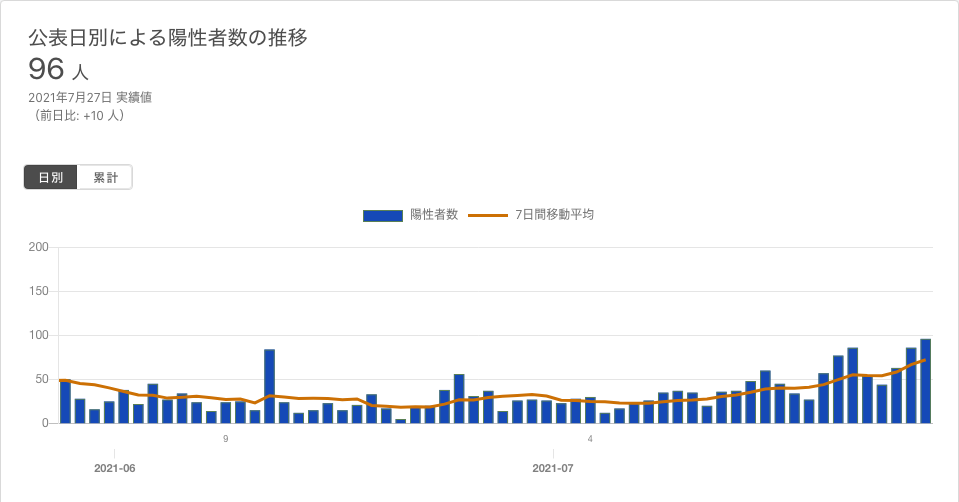 公表日別による陽性者数の推移
96 人
2021年7月27日 実績値
（前日比: +10 人）
日別 累計
陽性者数 7日間移動平均
200
150
100
50
0
9 4
2021-06 2021-07